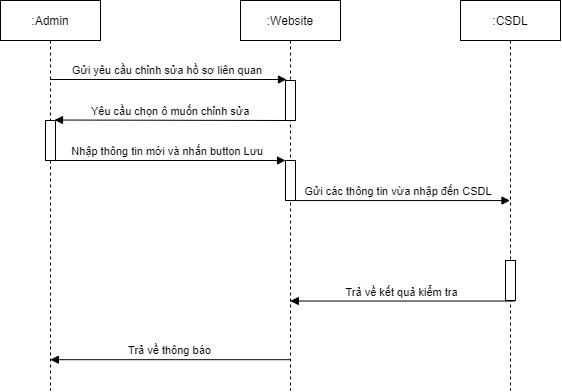 :Admin
:Website
:CSDL
Gửi yêu cầu chỉnh sửa hồ sơ liên quan
Yêu cầu chọn ô muốn chỉnh sửa
Nhập thông tin mới và nhấn button Lưu
Gửi các thông tin vừa nhập đến CSDL
Trả về kết quả kiểm tra
Trả về thông báo